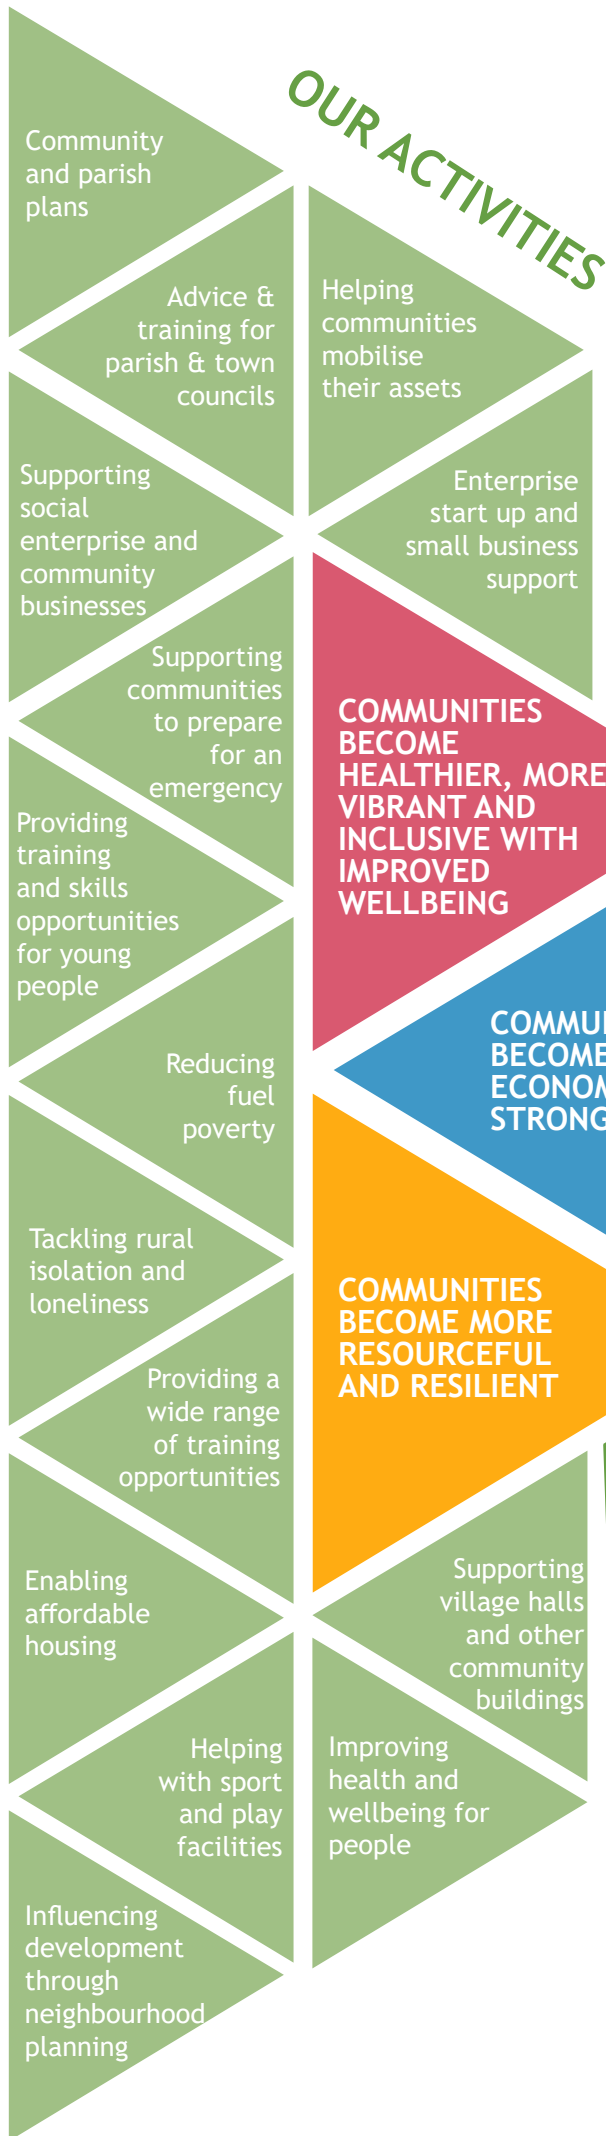 OUR ACTIVITIES
Community
and parish
plans
Advice &
training for
parish & town
councils
Helping
communities
mobilise
their assets
Supporting
social
enterprise and
community
businesses
Enterprise
start up and
small business
support
Supporting
communities
to prepare
for an
emergency
COMMUNITIES
BECOME
HEALTHIER, MORE
VIBRANT AND
INCLUSIVE WITH
IMPROVED
WELLBEING
Providing
training
and skills
opportunities
for young
people
BECOME
Reducing
fuel
poverty
Tackling rural
isolation and
loneliness
COMMUNITIES
BECOME MORE
RESOURCEFUL
AND RESILIENT
Providing a
wide range
of training
opportunities
Enabling
affordable
housing
Supporting
village halls
and other
community
buildings
Helping
with sport
and play
facilities
Improving
health and
wellbeing for
people
Influencing
development
through
neighbourhood
planning